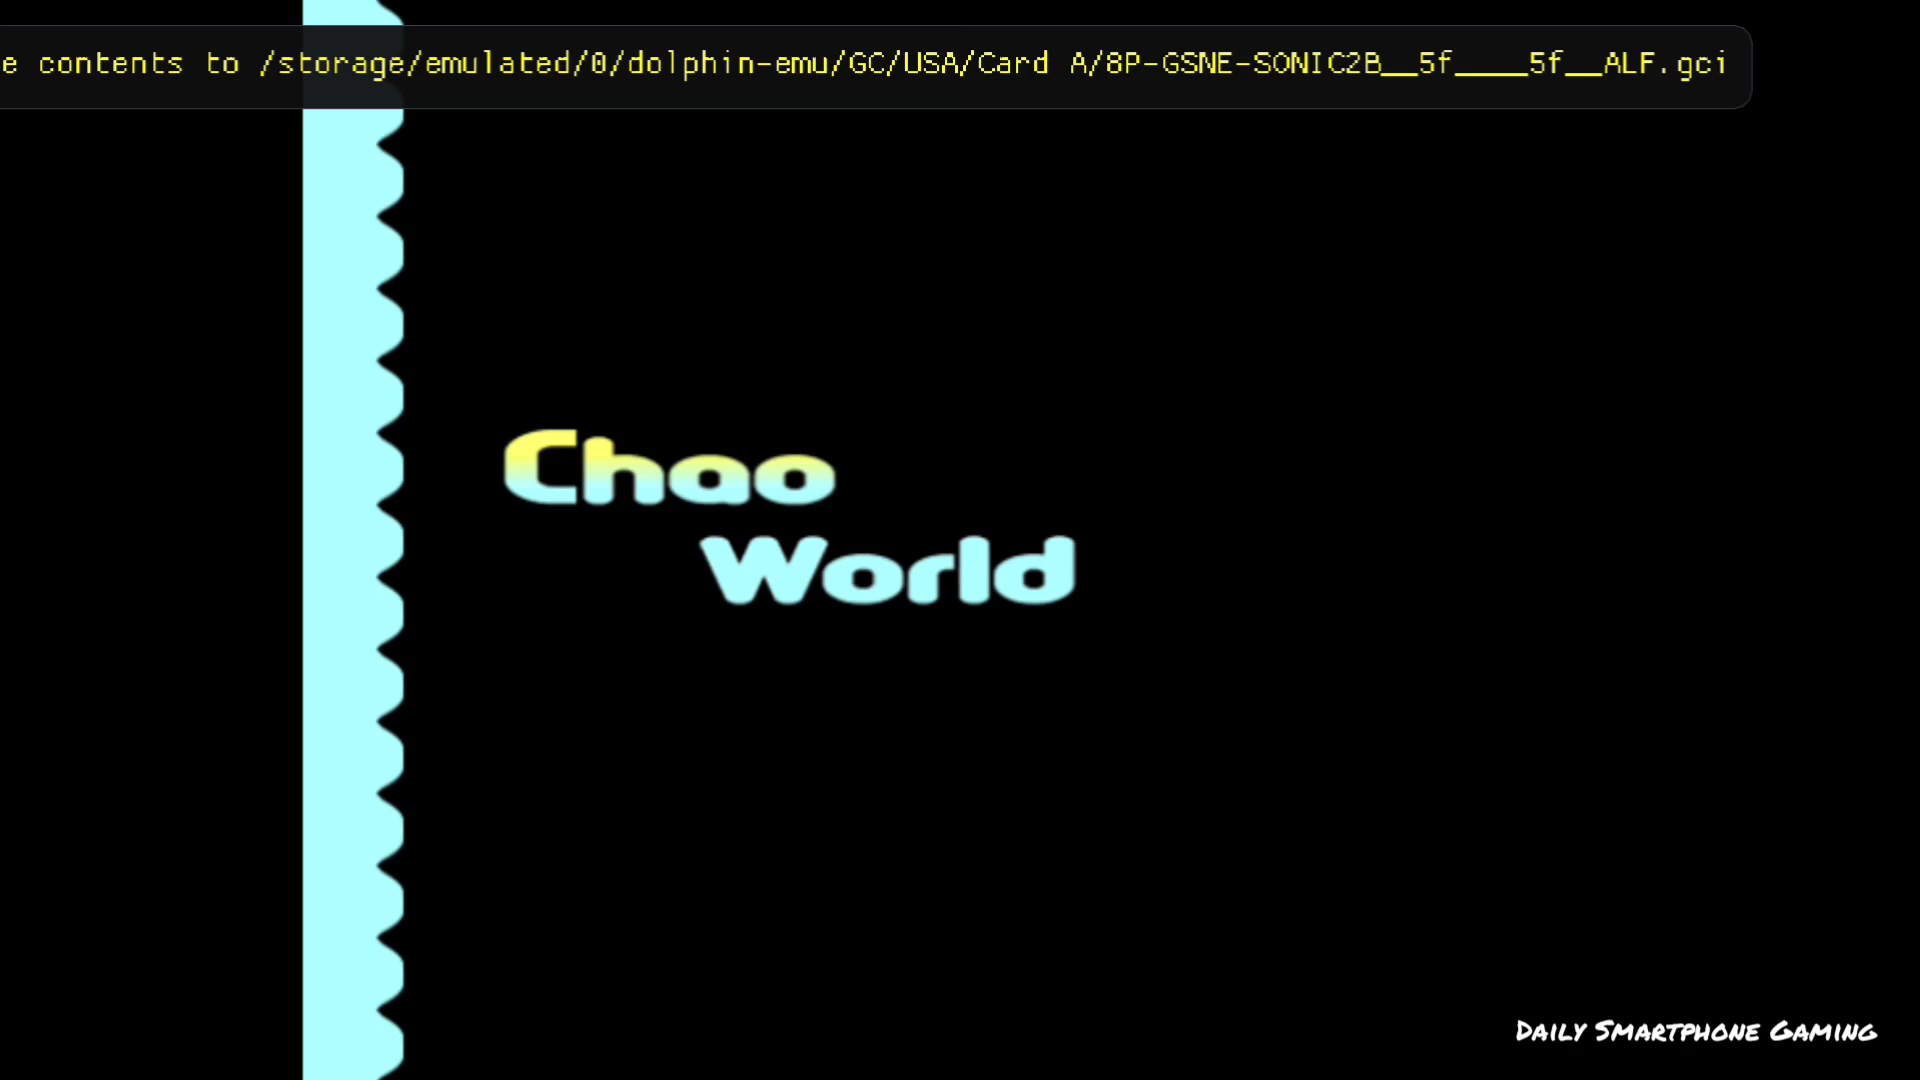 e contents to /storage/emulated/0/dolphin-emu/GC/USA/Card A/8P-GSNE-SONIC2B__5f____5f__ALF.gci
Chao
World
Daily Smartphone Gaming